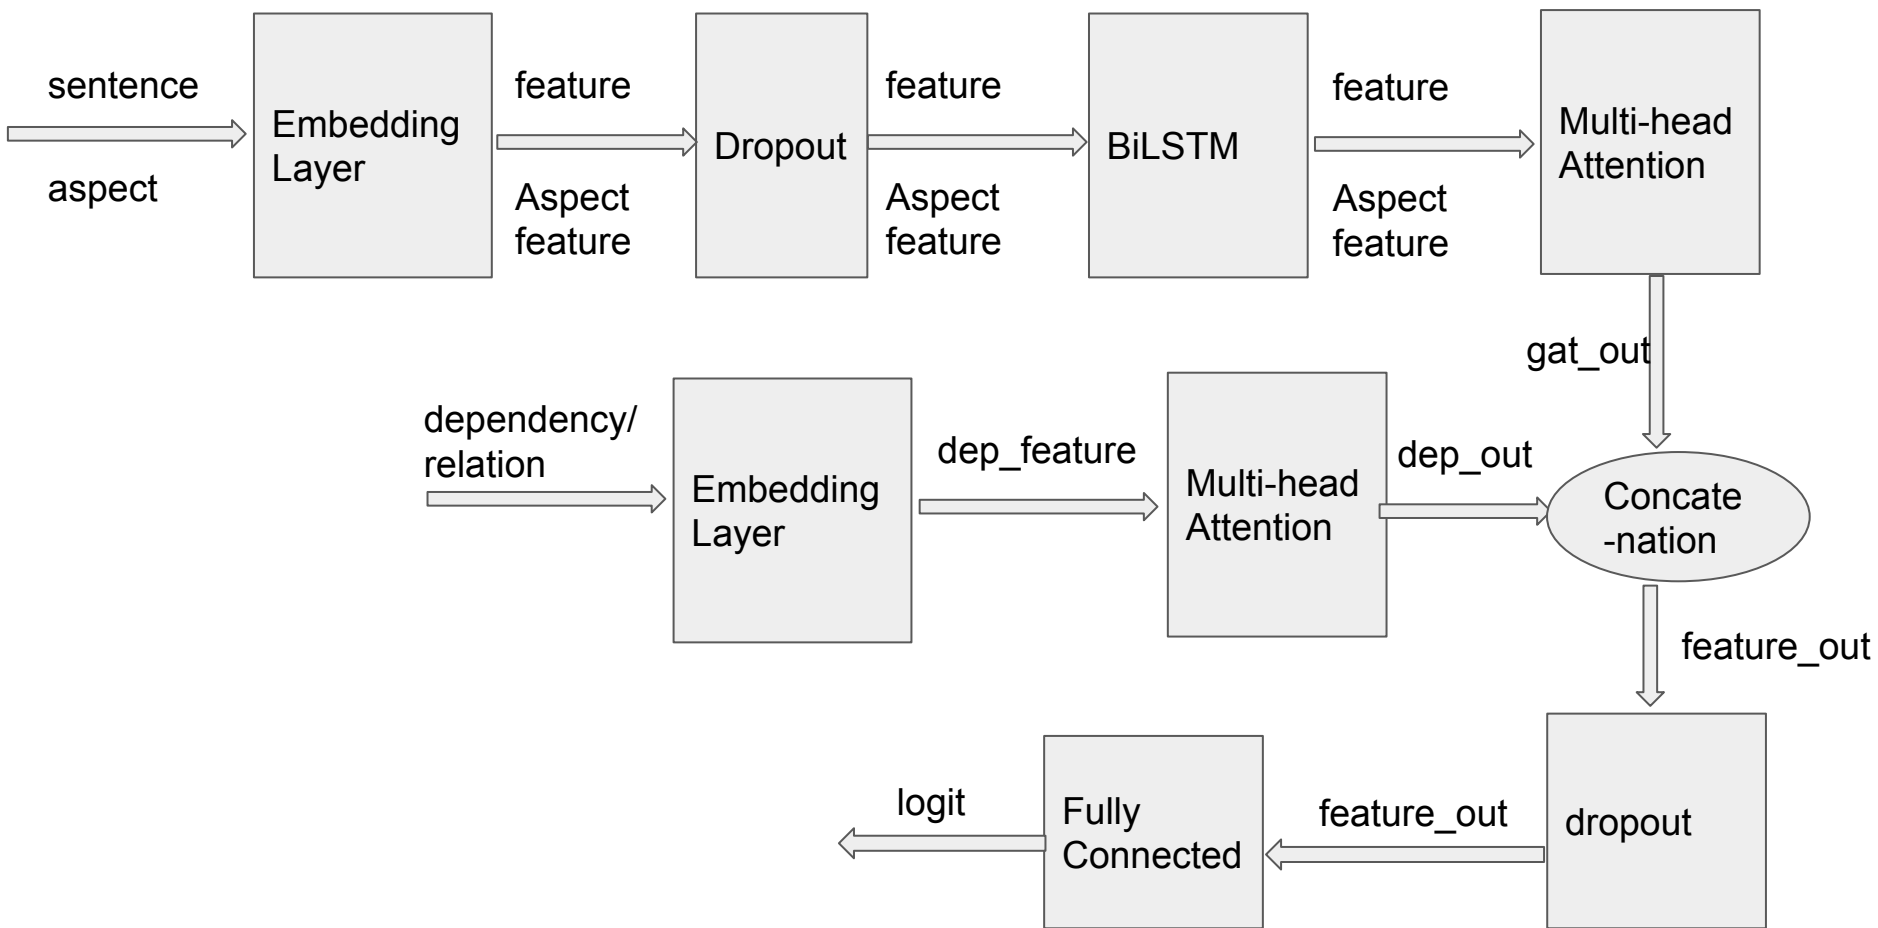 sentence
aspect
Embedding
Layer
feature
Aspect
feature
Dropout
feature
Aspect
feature
BiLSTM
feature
Aspect
feature
Multi-head
Attention
gat_out
dependency/
relation
Embedding
Layer
dep_feature
Multi-head
Attention
dep_out
Concate
-nation
feature_out
dropout
feature_out
Fully
Connected
logit